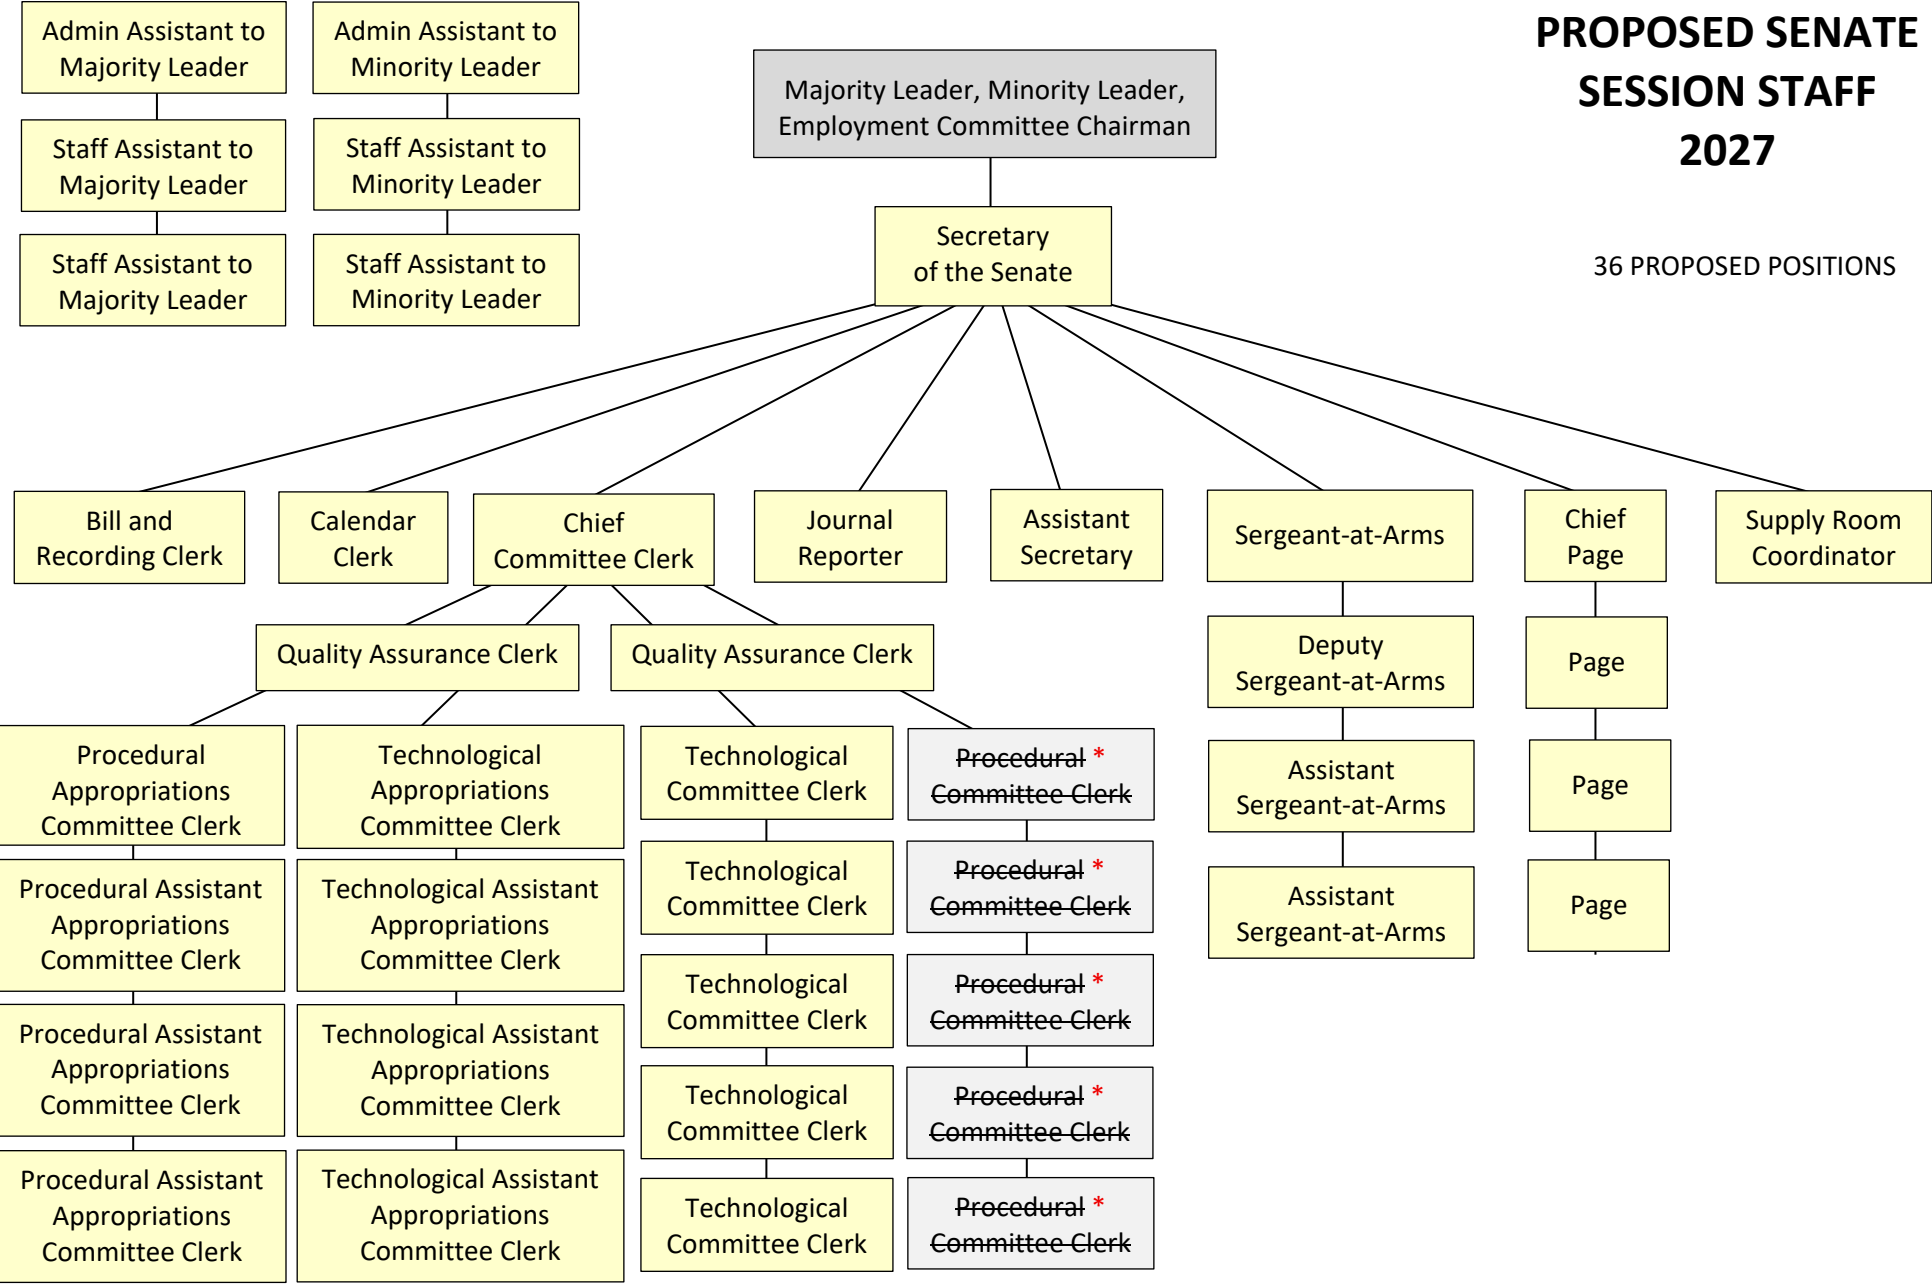 PROPOSED SENATE
SESSION STAFF
2027
36 PROPOSED POSITIONS
Admin Assistant to
Majority Leader
Staff Assistant to
Majority Leader
Staff Assistant to
Majority Leader
Admin Assistant to
Minority Leader
Staff Assistant to
Minority Leader
Staff Assistant to
Minority Leader
Majority Leader, Minority Leader,
Employment Committee Chairman
Secretary
of the Senate
Bill and
Recording Clerk
Calendar
Clerk
Chief
Committee Clerk
Journal
Reporter
Assistant
Secretary
Sergeant-at-Arms
Chief
Page
Supply Room
Coordinator
Quality Assurance Clerk
Quality Assurance Clerk
Procedural
Appropriations
Committee Clerk
Procedural Assistant
Appropriations
Committee Clerk
Procedural Assistant
Appropriations
Committee Clerk
Procedural Assistant
Appropriations
Committee Clerk
Technological
Appropriations
Committee Clerk
Technological Assistant
Appropriations
Committee Clerk
Technological Assistant
Appropriations
Committee Clerk
Technological Assistant
Appropriations
Committee Clerk
Technological
Committee Clerk
Technological
Committee Clerk
Technological
Committee Clerk
Technological
Committee Clerk
Technological
Committee Clerk
Procedural *
Committee Clerk
Procedural *
Committee Clerk
Procedural *
Committee Clerk
Procedural *
Committee Clerk
Procedural *
Committee Clerk
Deputy
Sergeant-at-Arms
Assistant
Sergeant-at-Arms
Assistant
Sergeant-at-Arms
Page
Page
Page